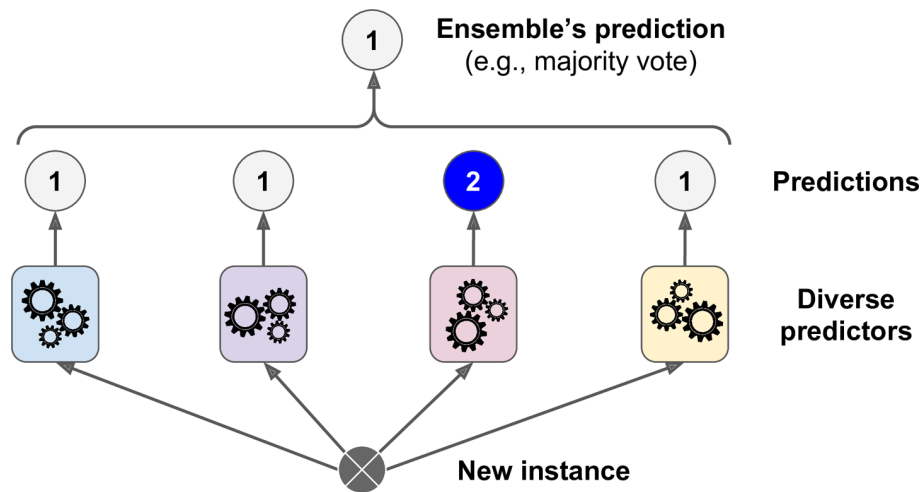 1
Ensemble’s prediction
(e.g., majority vote)
1
1
2
1
Predictions
Diverse
predictors
New instance